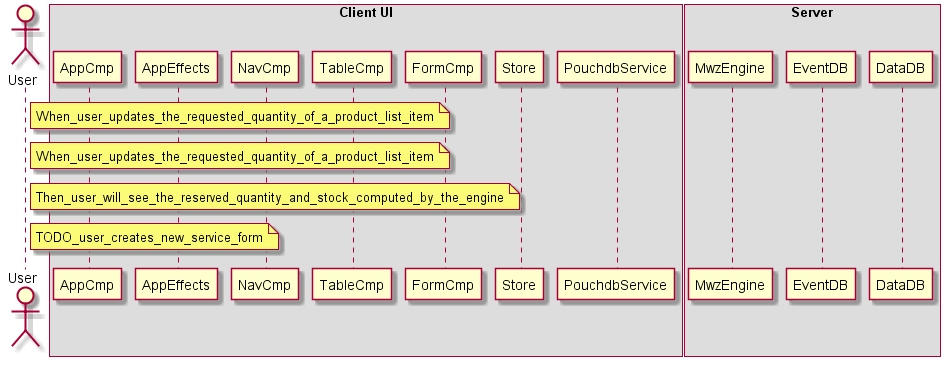 Client UI
Server
User
AppCmp
AppEffects
NavCmp
TableCmp
FormCmp
Store
PouchdbService
MwzEngine
EventDB
DataDB
When_user_updates_the_requested_quantity_of_a_product_list_item
When_user_updates_the_requested_quantity_of_a_product_list_item
Then_user_will_see_the_reserved_quantity_and_stock_computed_by_the_engine
TODO_user_creates_new_service_form
User
AppCmp
AppEffects
NavCmp
TableCmp
FormCmp
Store
PouchdbService
MwzEngine
EventDB
DataDB